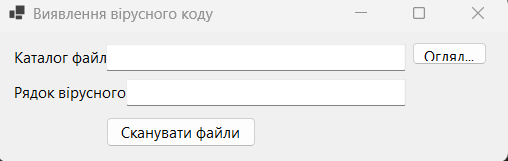 Виявлення вірусного коду
Каталог файл
Огляд...
Рядок вірусного
Сканувати файли